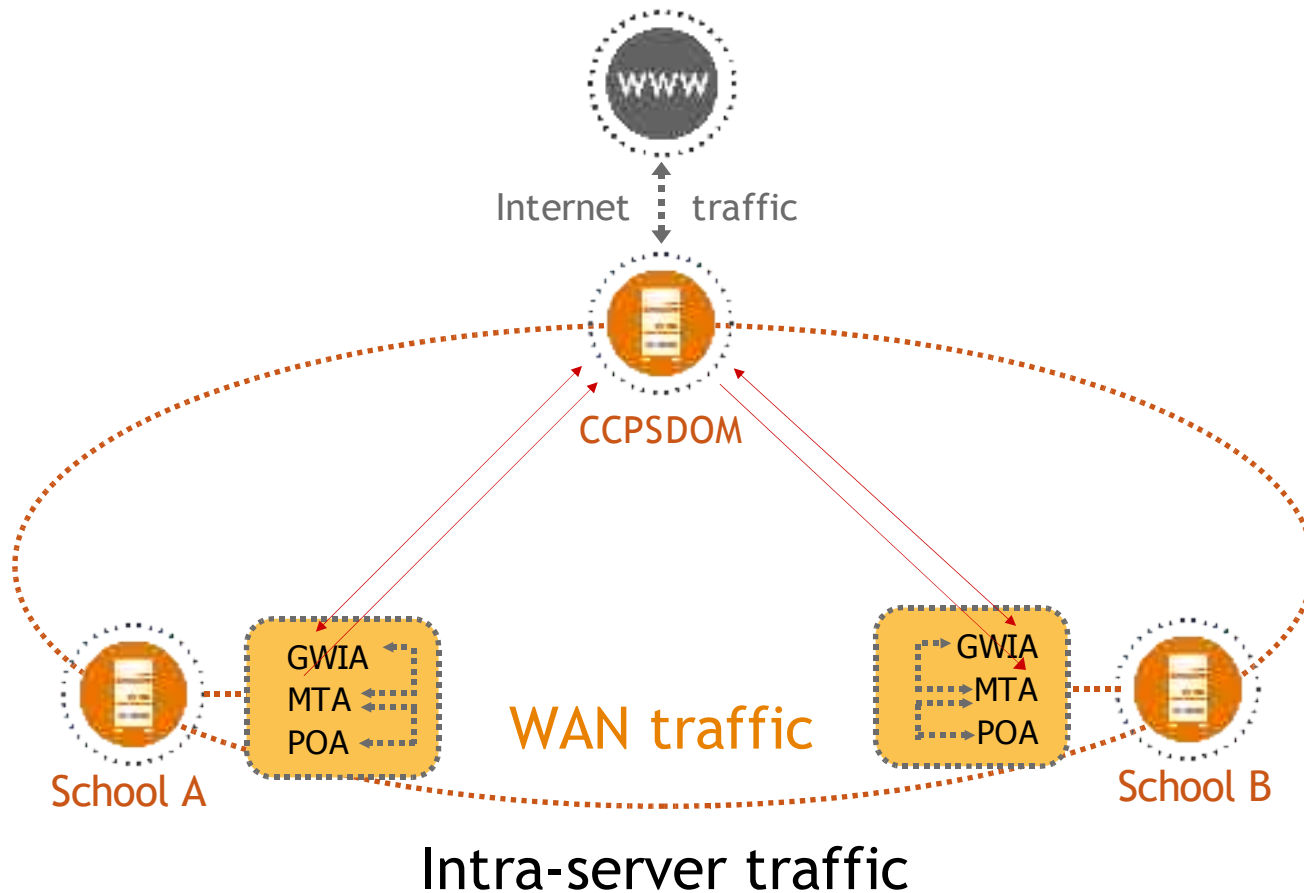 www
Internet traffic
CCPSDOM
GWIA
MTA
POA
GWIA
MTA
POA
WAN traffic
School A
School B
Intra-server traffic